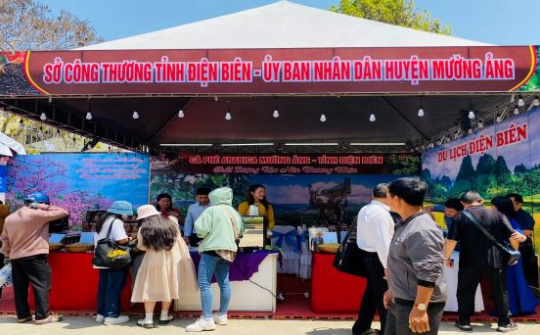 SỞ CÔNG THƯƠNG TỈNH ĐIỆN BIÊN - ỦY BAN NHÂN DÂN HUYỆN MƯỜNG ẢNG
CÀ PHÊ ARABICA MƯỜNG ẢNG - TỈNH ĐIỆN BIÊN
DU LỊCH ĐIỆN BIÊN